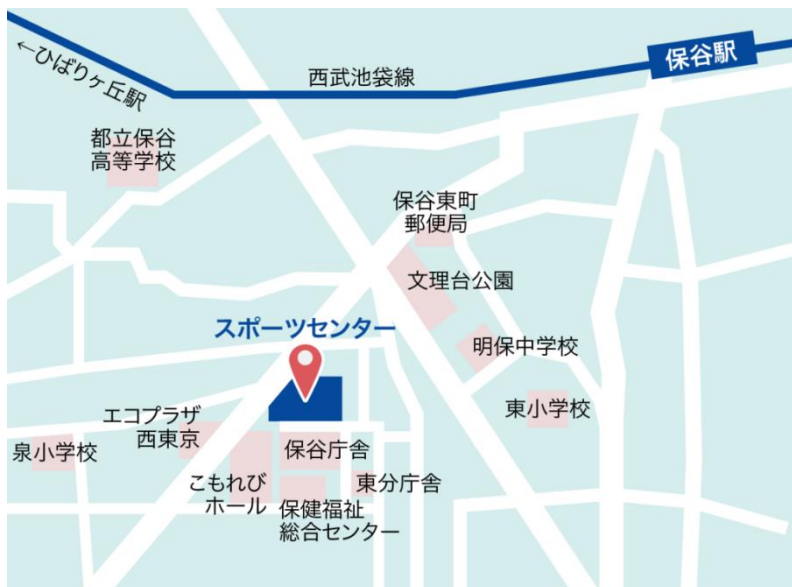 ←ひばりヶ丘駅
西武池袋線
保谷駅
都立保谷
高等学校
保谷東町
郵便局
文理台公園
スポーツセンター
明保中学校
東小学校
エコプラザ
西東京
泉小学校
保谷庁舎
こもれび
ホール
東分庁舎
保健福祉
総合センター